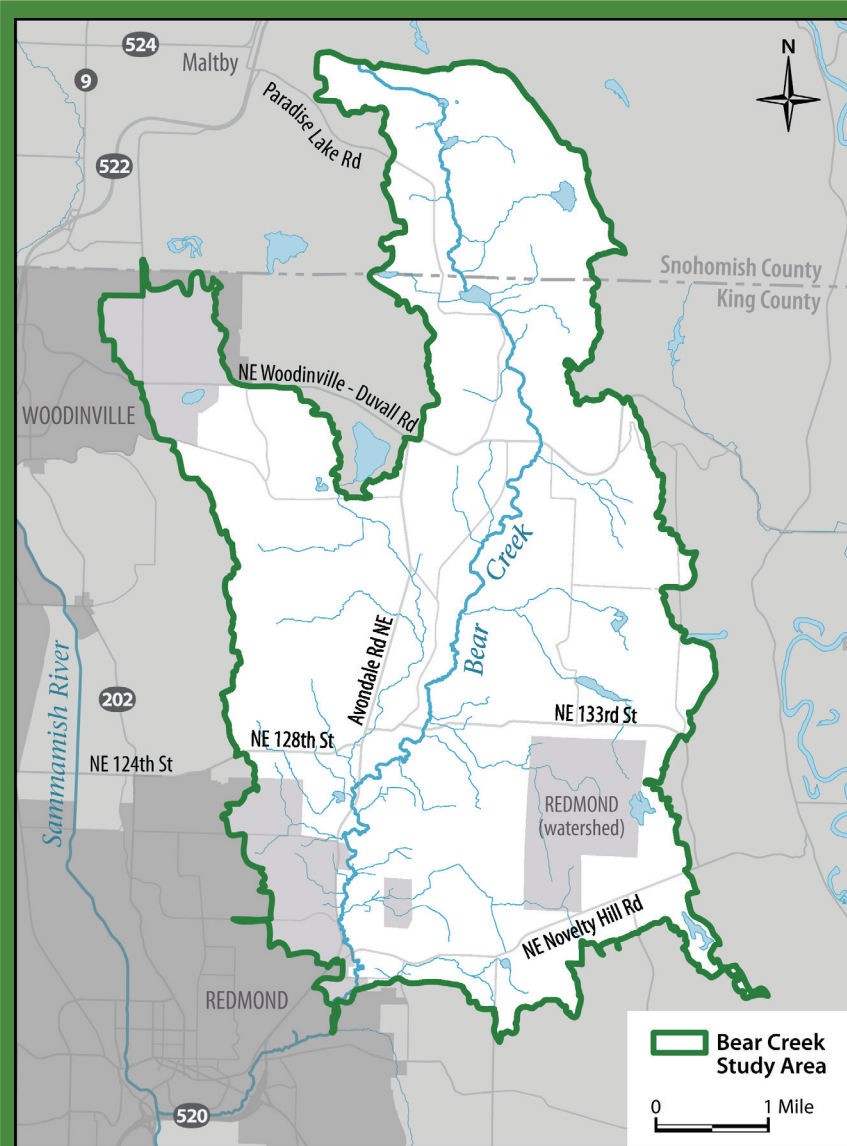 524
Maltby
N
9
Paradise Lake Rd
522
Snohomish County
King County
NE Woodinville - Duvall Rd
WOODINVILLE
Creek
Bear
Avondale Rd NE
Sammamish River
202
NE 133rd St
NE 128th St
NE 124th St
REDMOND
(watershed)
NE Novelty Hill Rd
REDMOND
520
Bear Creek
Study Area
0 1 Mile